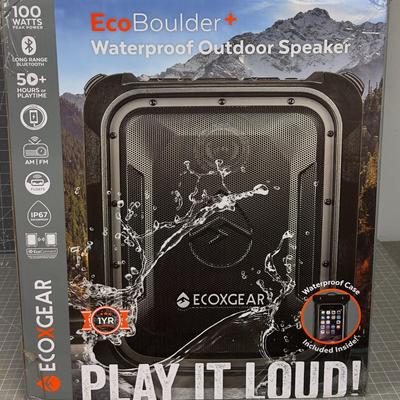 100
WATTS
PEAK POWER
LONG RANGE
BLUETOOTH
50+
HOURS OF
PLAYTIME
AM | FM
FLOATS
IP67
ECOXGEAR
EcoBoulder+
Waterproof Outdoor Speaker
ECOXGEAR
1YR
Waterproof Case
Included Inside!
PLAY IT LOUD!